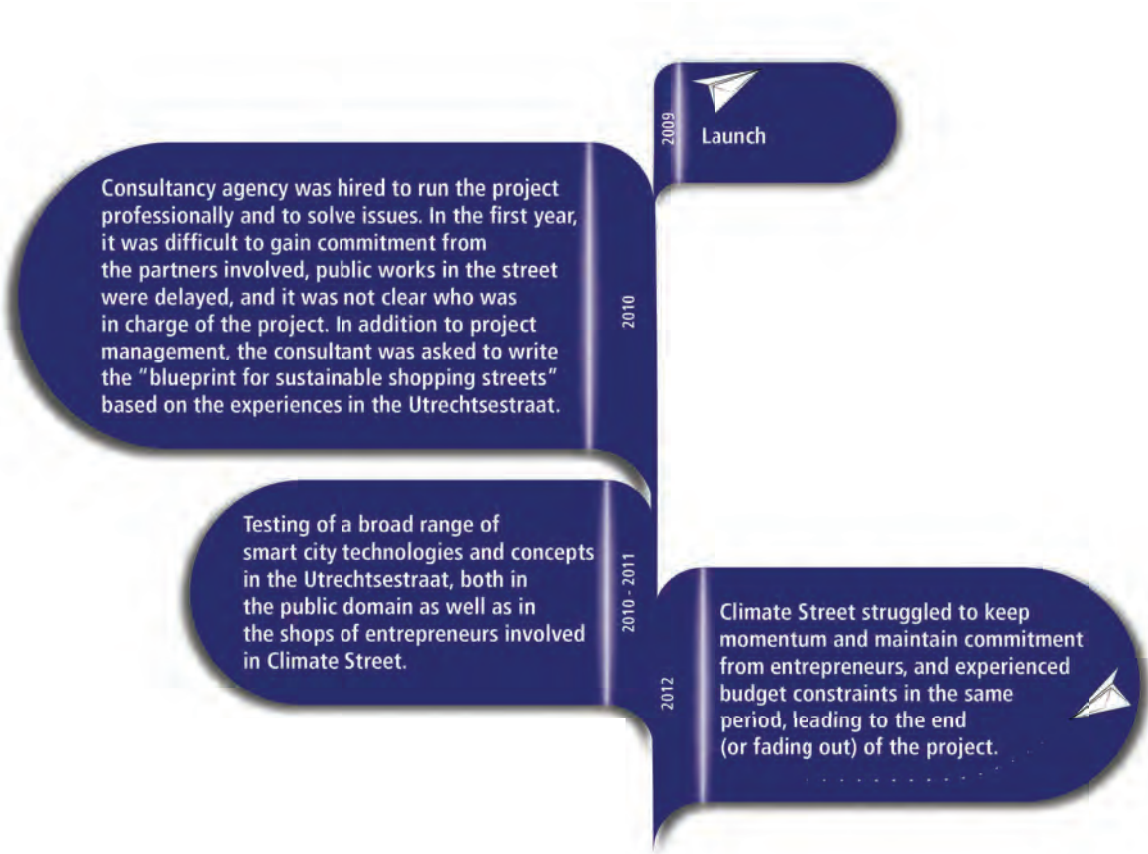 2009
Launch
2010
Consultancy agency was hired to run the project
professionally and to solve issues. In the first year,
it was difficult to gain commitment from
the partners involved, public works in the street
were delayed, and it was not clear who was
in charge of the project. In addition to project
management, the consultant was asked to write
the “blueprint for sustainable shopping streets”
based on the experiences in the Utrechtsestraat.
2010 - 2011
Testing of a broad range of
smart city technologies and concepts
in the Utrechtsestraat, both in
the public domain as well as in
the shops of entrepreneurs involved
in Climate Street.
2012
Climate Street struggled to keep
momentum and maintain commitment
from entrepreneurs, and experienced
budget constraints in the same
period, leading to the end
(or fading out) of the project.